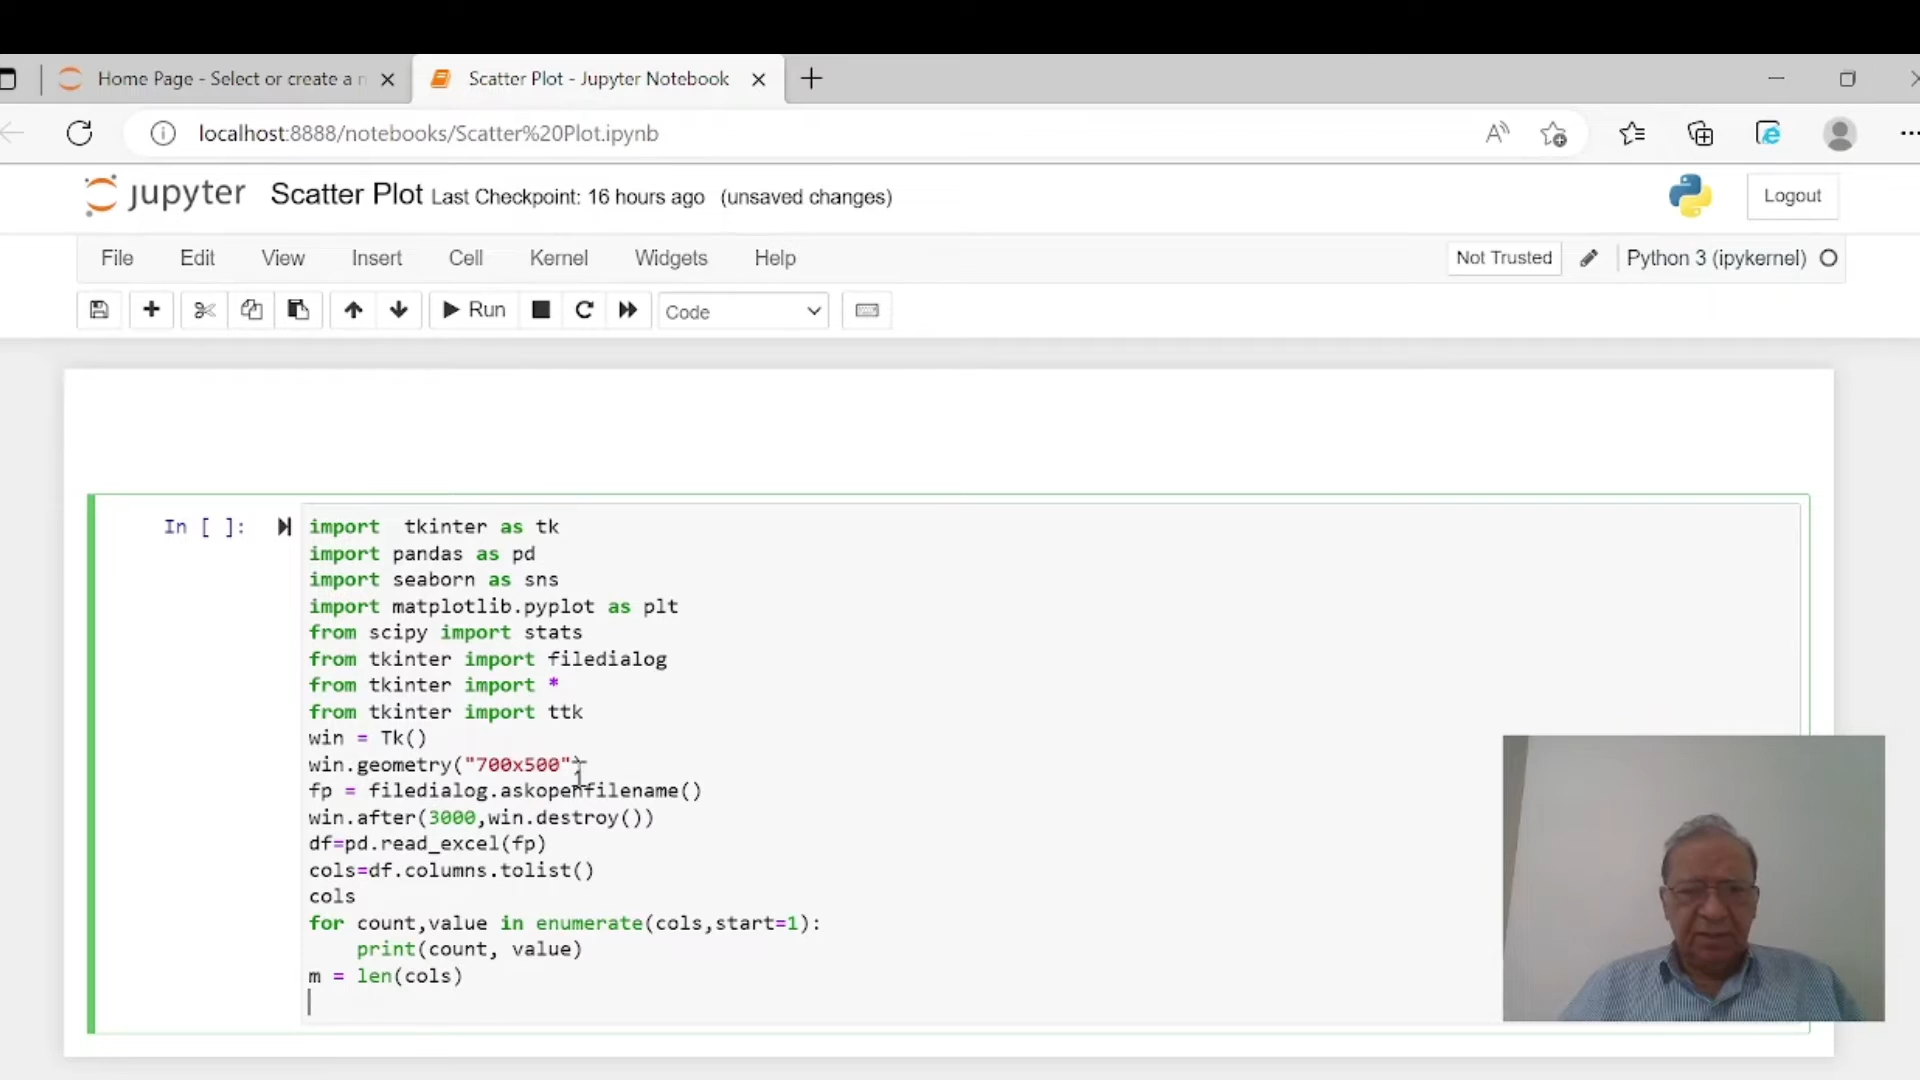 Home Page - Select or create a n
Scatter Plot - Jupyter Notebook
localhost:8888/notebooks/Scatter%20Plot.ipynb
jupyter Scatter Plot Last Checkpoint: 16 hours ago (unsaved changes)
Logout
File Edit View Insert Cell Kernel Widgets Help
Not Trusted
Python 3 (ipykernel)
Run
Code
In [ ]:
import  tkinter as tk
import pandas as pd
import seaborn as sns
import matplotlib.pyplot as plt
from scipy import stats
from tkinter import filedialog
from tkinter import *
from tkinter import ttk
win = Tk()
win.geometry("700x500")
fp = filedialog.askopenfilename()
win.after(3000,win.destroy())
df=pd.read_excel(fp)
cols=df.columns.tolist()
cols
for count,value in enumerate(cols,start=1):
    print(count, value)
m = len(cols)